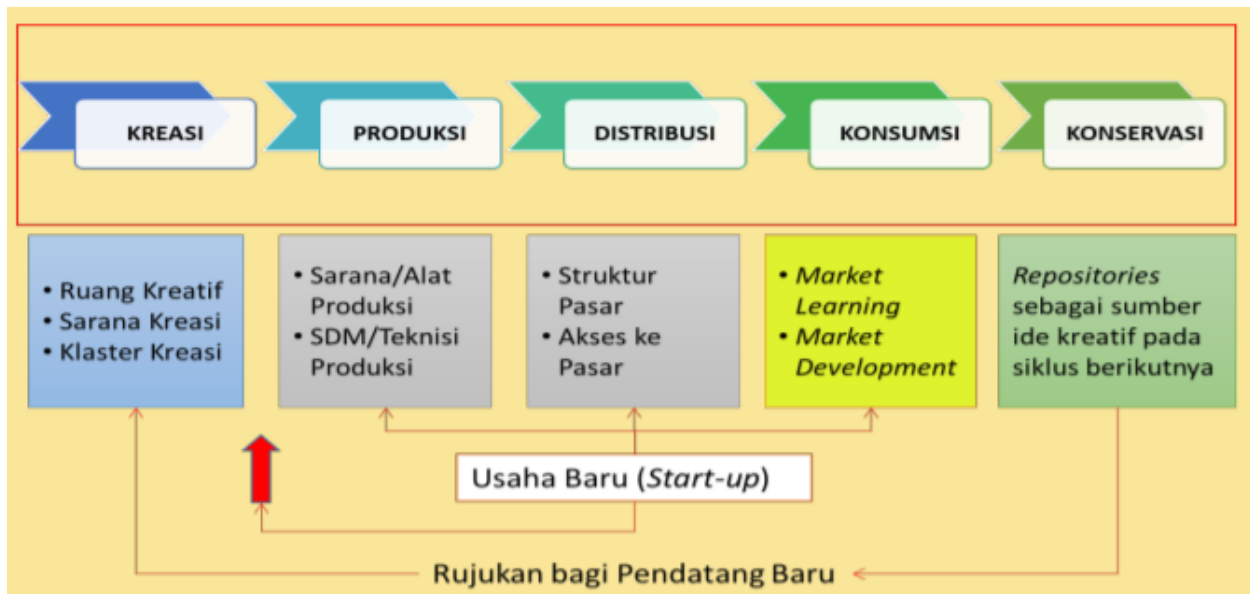 KREASI
PRODUKSI
DISTRIBUSI
KONSUMSI
KONSERVASI
• Ruang Kreatif
• Sarana Kreasi
• Klaster Kreasi
• Sarana/Alat
Produksi
• SDM/Teknisi
Produksi
• Struktur
Pasar
• Akses ke
Pasar
• Market
Learning
• Market
Development
Repositories
sebagai sumber
ide kreatif pada
siklus berikutnya
Usaha Baru (Start-up)
Rujukan bagi Pendatang Baru